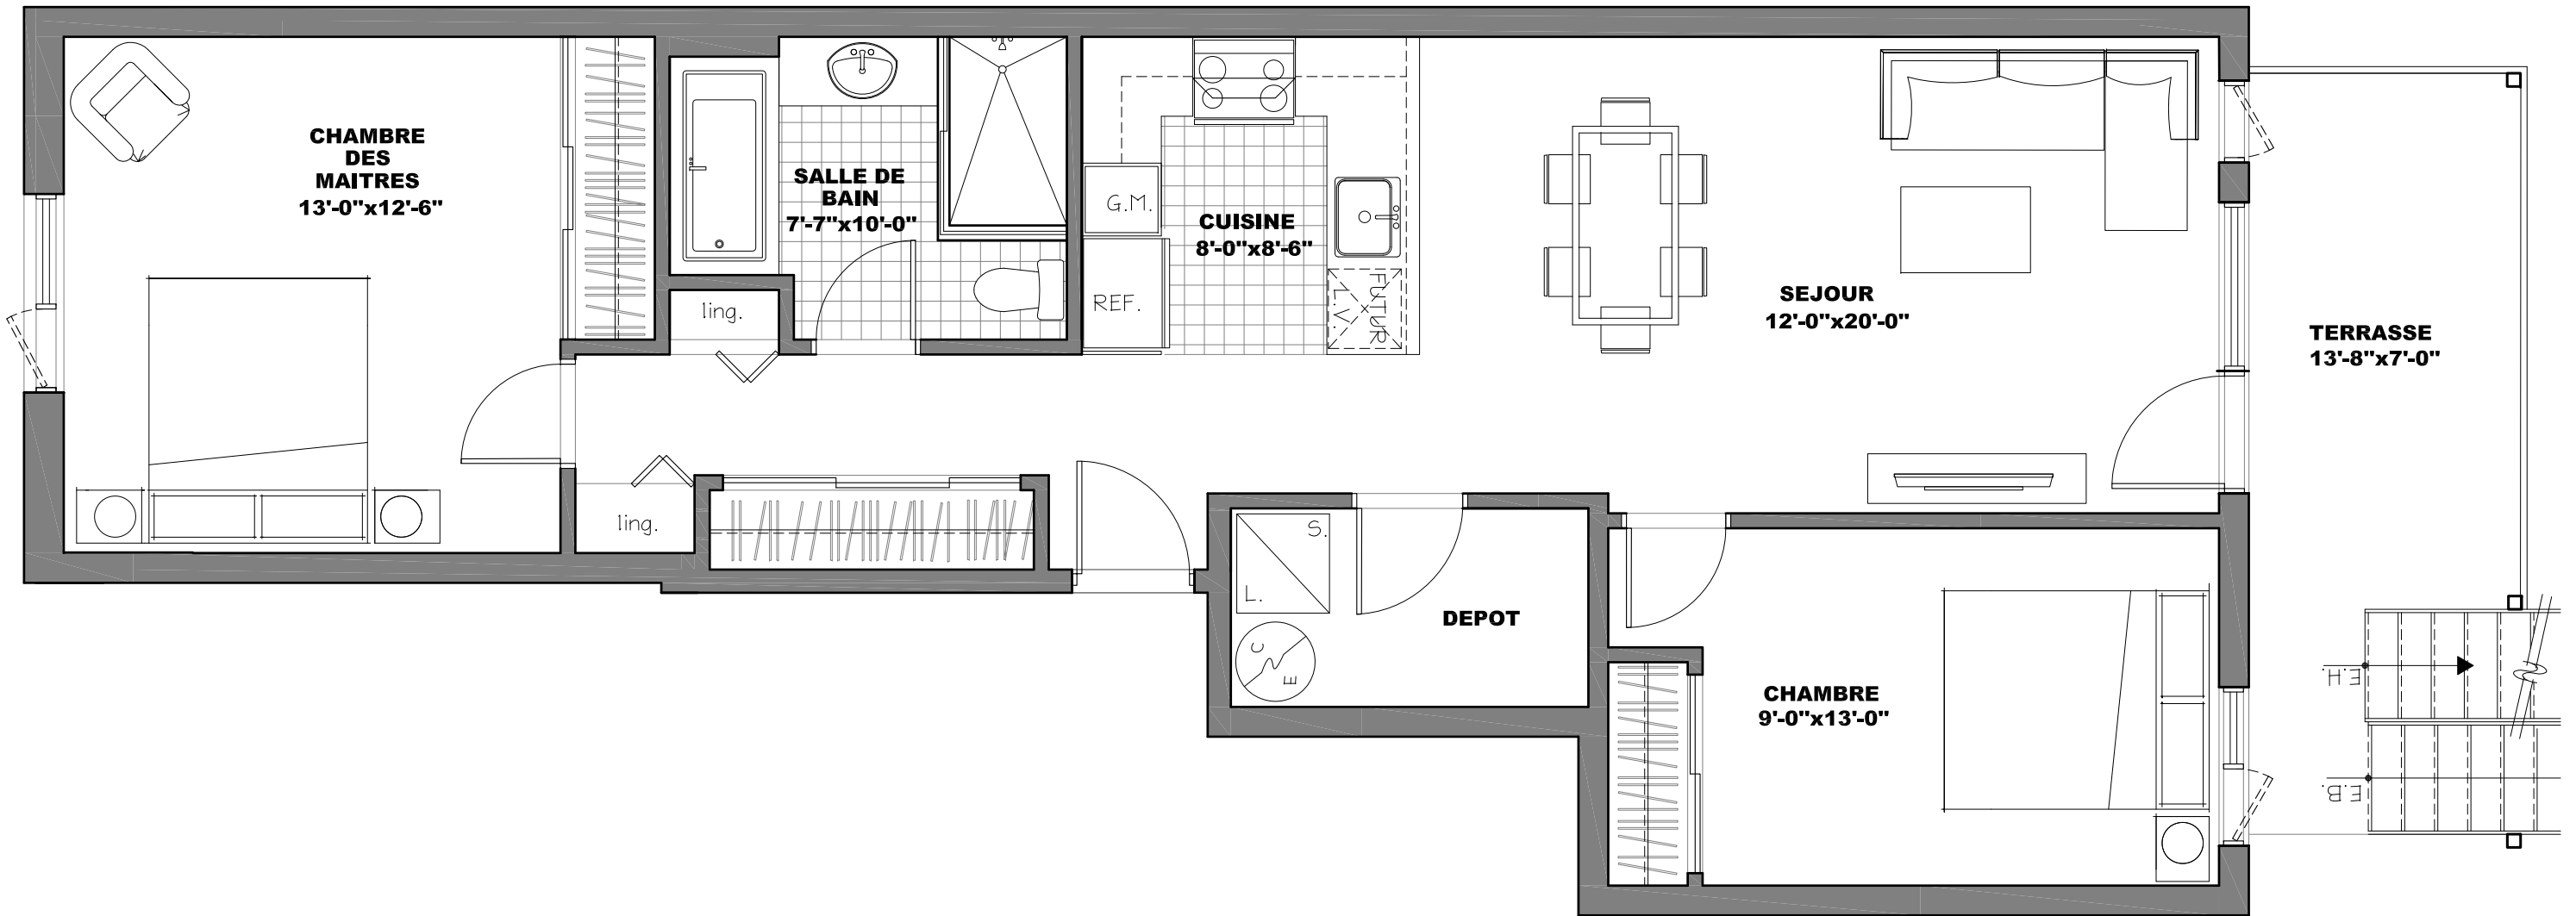 CHAMBRE
DES
MAITRES
13'-0"x12'-6"
SALLE DE
BAIN
7'-7"x10'-0"
ling.
ling.
G.M.
REF.
CUISINE
8'-0"x8'-6"
FUTUR
L.V.
SEJOUR
12'-0"x20'-0"
TERRASSE
13'-8"x7'-0"
S.
L.
C
E
DEPOT
CHAMBRE
9'-0"x13'-0"
E.H.
E.B.